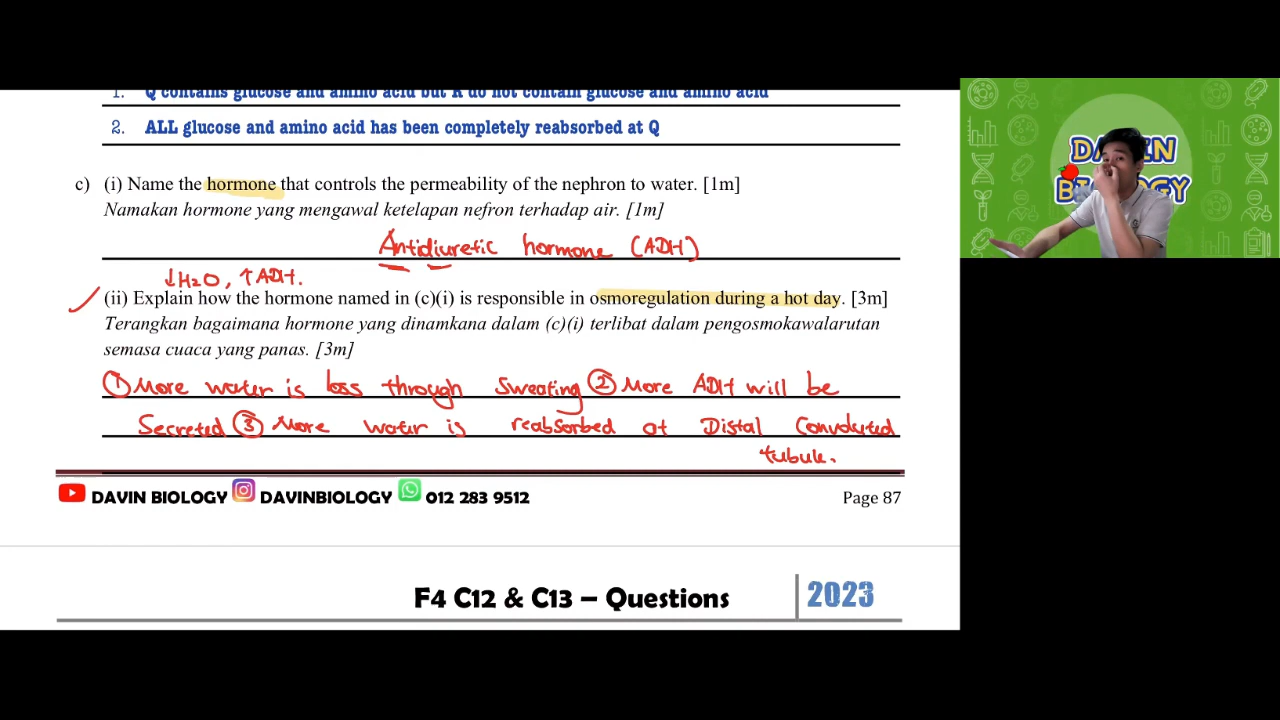 1. Q contains glucose and amino acid but R do not contain glucose and amino acid
2. ALL glucose and amino acid has been completely reabsorbed at Q
DAVIN
BIOLOGY
c) (i) Name the hormone that controls the permeability of the nephron to water. [1m]
Namakan hormone yang mengawal ketelapan nefron terhadap air. [1m]
Antidiuretic hormone (ADH)
↓H2O, ↑ADH.
(ii) Explain how the hormone named in (c)(i) is responsible in osmoregulation during a hot day. [3m]
Terangkan bagaimana hormone yang dinamkana dalam (c)(i) terlibat dalam pengosmokawalarutan
semasa cuaca yang panas. [3m]
① More water is loss through sweating ② More ADH will be
secreted ③ More water is reabsorbed at Distal Convoluted
tubule.
DAVIN BIOLOGY DAVINBIOLOGY 012 283 9512 Page 87
F4 C12 & C13 – Questions 2023